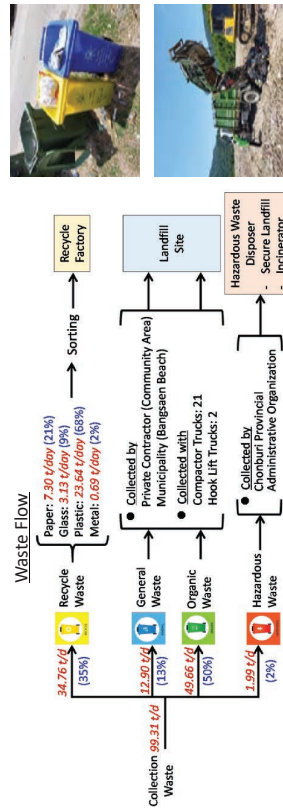 Waste Flow
Collection
Waste
99.31 t/d
34.76 t/d
(35%)
Recycle
Waste
Paper: 7.30 t/day (21%)
Glass: 3.13 t/day (9%)
Plastic: 23.64 t/day (68%)
Metal: 0.69 t/day (2%)
Sorting
Recycle
Factory
12.90 t/d
(13%)
General
Waste
49.66 t/d
(50%)
Organic
Waste
● Collected by
Private Contractor (Community Area)
Municipality (Bangsaen Beach)
● Collected with
Compactor Trucks: 21
Hook Lift Trucks: 2
Landfill
Site
1.99 t/d
(2%)
Hazardous
Waste
● Collected by
Chonburi Provincial
Administrative Organization
Hazardous Waste
Disposer
- Secure Landfill
- Incinerator